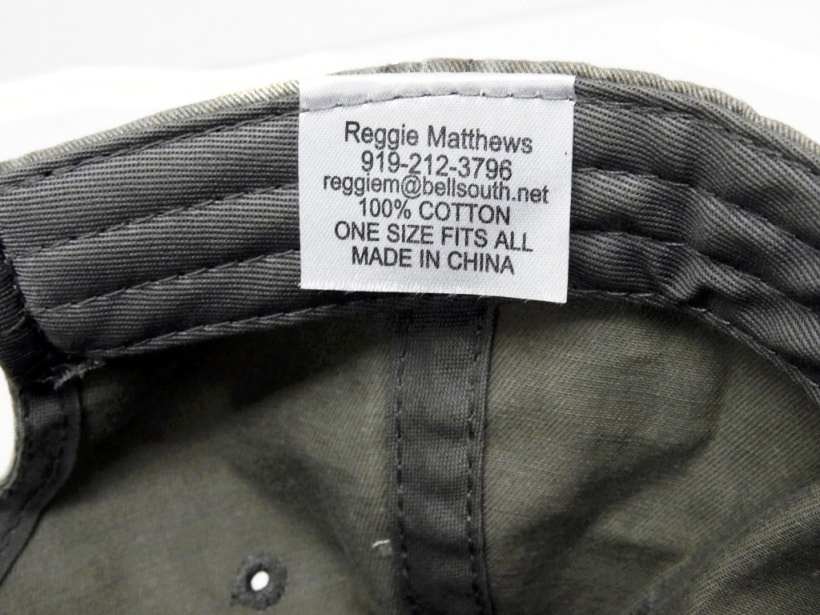 Reggie Matthews
919-212-3796
reggiem@bellsouth.net
100% COTTON
ONE SIZE FITS ALL
MADE IN CHINA